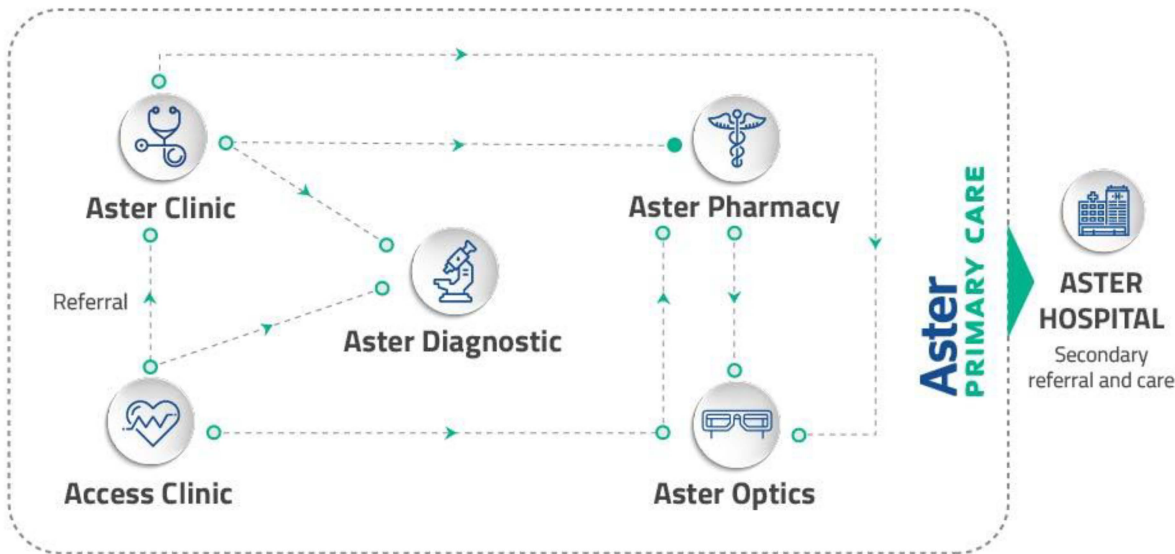 Aster Clinic
Aster Pharmacy
Referral
Aster Diagnostic
Access Clinic
Aster Optics
Aster
PRIMARY CARE
ASTER
HOSPITAL
Secondary
referral and care